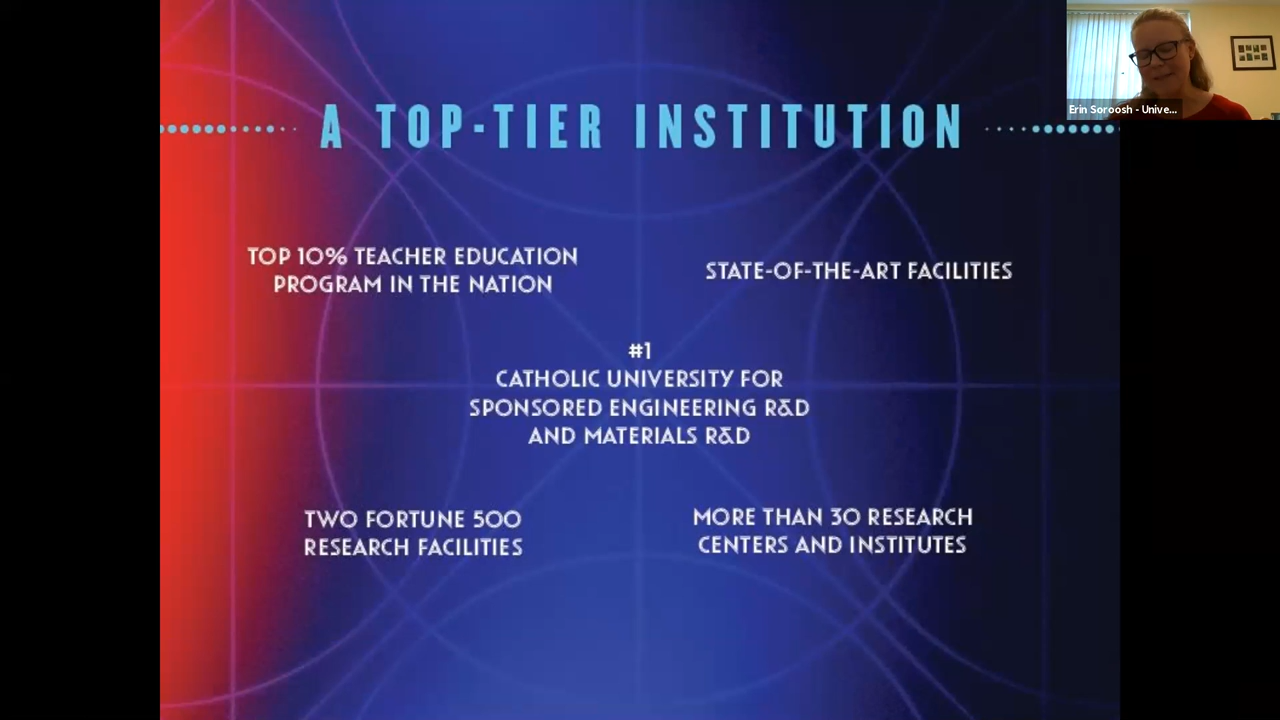 A TOP-TIER INSTITUTION
Erin Soroosh - Unive...
TOP 10% TEACHER EDUCATION
PROGRAM IN THE NATION
STATE-OF-THE-ART FACILITIES
#1
CATHOLIC UNIVERSITY FOR
SPONSORED ENGINEERING R&D
AND MATERIALS R&D
TWO FORTUNE 500
RESEARCH FACILITIES
MORE THAN 30 RESEARCH
CENTERS AND INSTITUTES